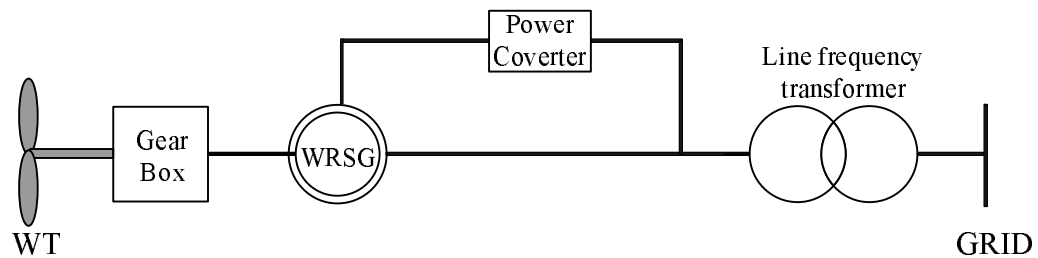 Power
Coverter
Line frequency
transformer
Gear
Box
WRSG
WT
GRID